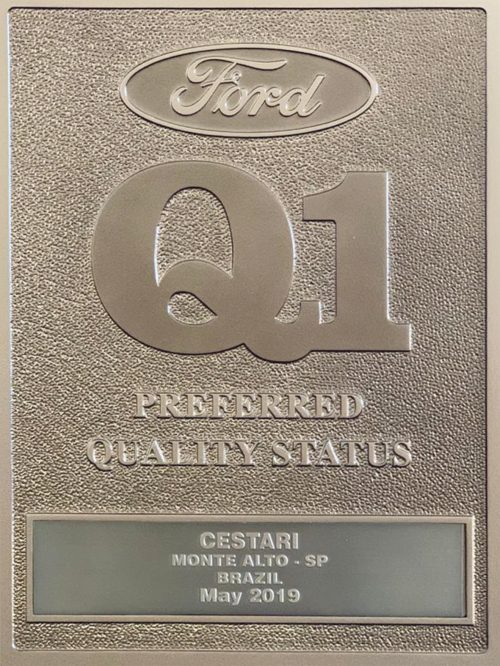 Ford
Q1
PREFERRED
QUALITY STATUS
CESTARI
MONTE ALTO - SP
BRAZIL
May 2019